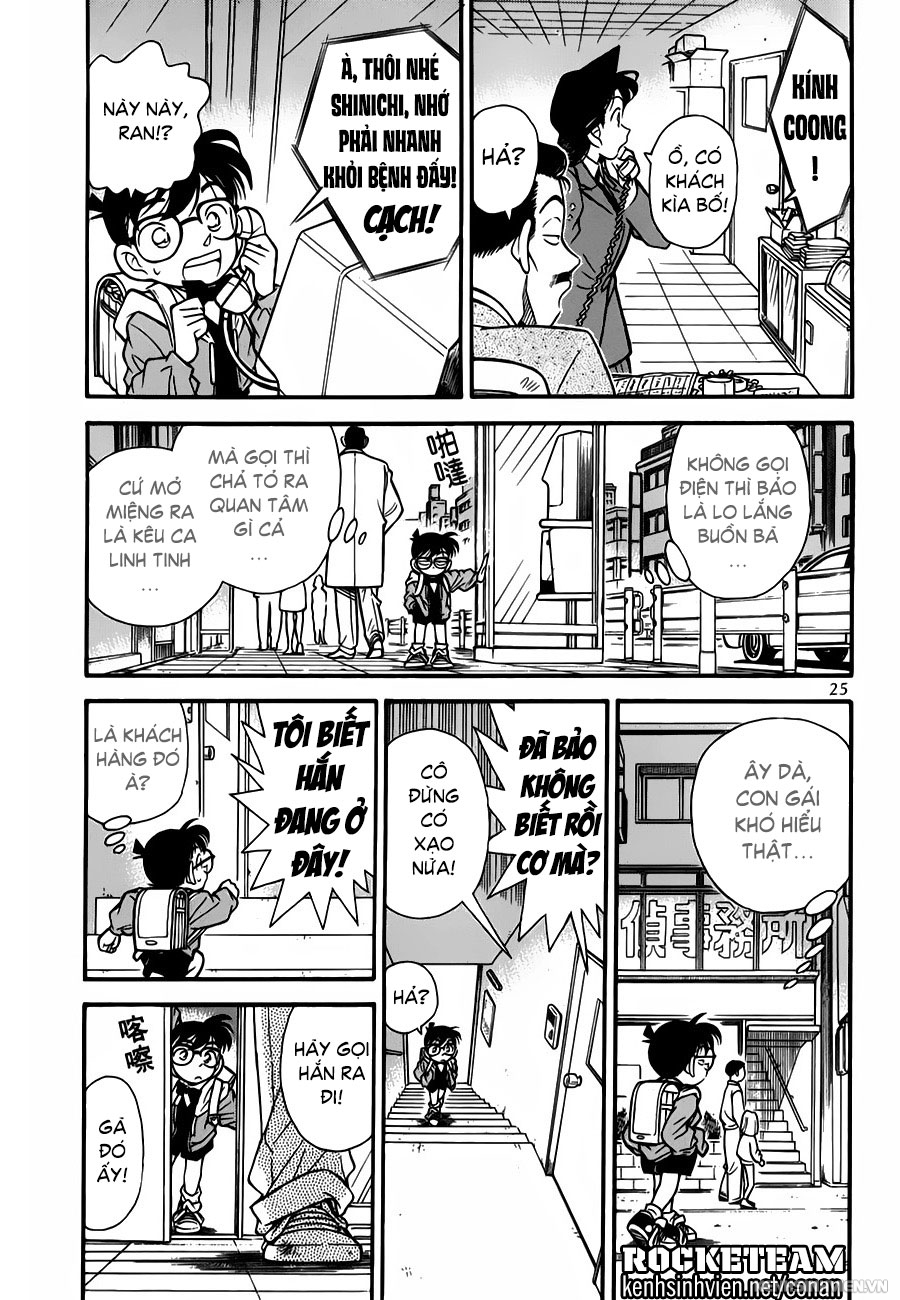 KÍNH
COONG
!
Ồ, CÓ
KHÁCH
KÌA BỐ!
HẢ?
À, THÔI NHÉ
SHINICHI, NHỚ
PHẢI NHANH
KHỎI BỆNH ĐẤY!
CẠCH!
NÀY NÀY,
RAN!?
KHÔNG GỌI
ĐIỆN THÌ BẢO
LÀ LO LẮNG
BUỒN BÃ
...
啪噠
MÀ GỌI THÌ
CHẢ TỎ RA
QUAN TÂM
GÌ CẢ
...
CỨ MỞ
MIỆNG RA
LÀ KÊU CA
LINH TINH
...
25
ÂY DÀ,
CON GÁI
KHÓ HIỂU
THẬT...
偵事務所
ĐÃ BẢO
KHÔNG
BIẾT RỒI
CƠ MÀ?
CÔ
ĐỪNG
CÓ
XẠO
NỮA!
HẢ?
TÔI BIẾT
HẮN
ĐANG Ở
ĐÂY!
LÀ KHÁCH
HÀNG ĐÓ
À?
HÃY GỌI
HẮN RA
ĐI!
喀嚓
GÃ
ĐÓ
ẤY!
ROCKETEAM
kenhsinhvien.net/conan